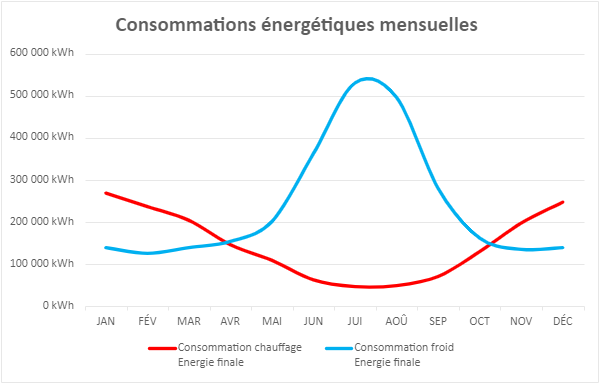 Consommations énergétiques mensuelles
600 000 kWh
500 000 kWh
400 000 kWh
300 000 kWh
200 000 kWh
100 000 kWh
0 kWh
JAN FÉV MAR AVR MAI JUN JUI AOÛ SEP OCT NOV DÉC
Consommation chauffage
Energie finale
Consommation froid
Energie finale